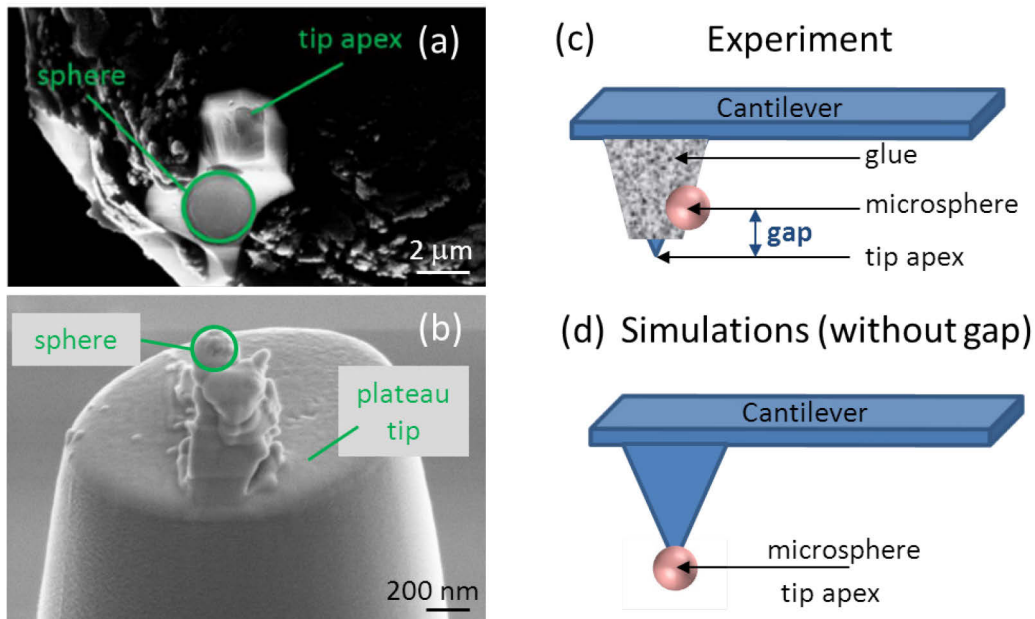 (a)
tip apex
sphere
2 μm
(b)
sphere
plateau
tip
200 nm
(c) Experiment
Cantilever
glue
microsphere
gap
tip apex
(d) Simulations (without gap)
Cantilever
microsphere
tip apex